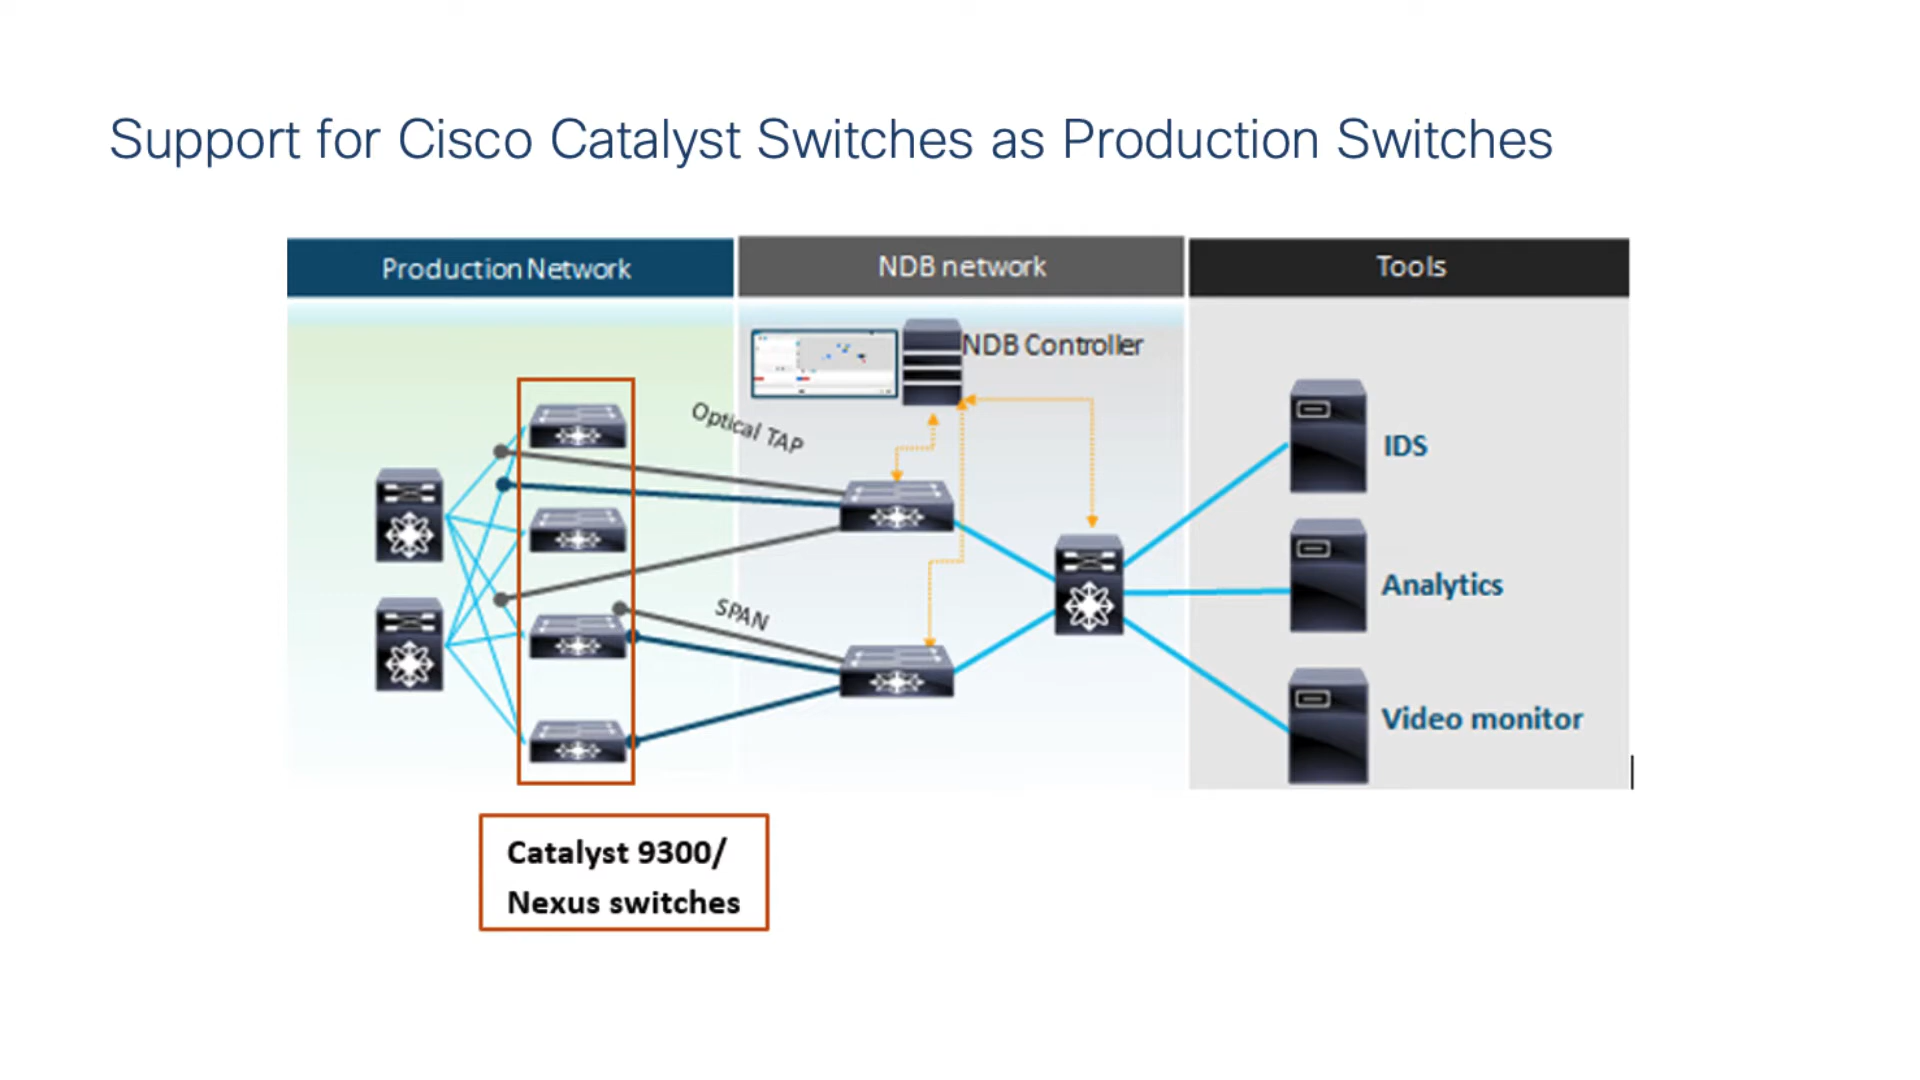 Support for Cisco Catalyst Switches as Production Switches
Production Network
NDB network
Tools
NDB Controller
Optical TAP
SPAN
IDS
Analytics
Video monitor
Catalyst 9300/
Nexus switches